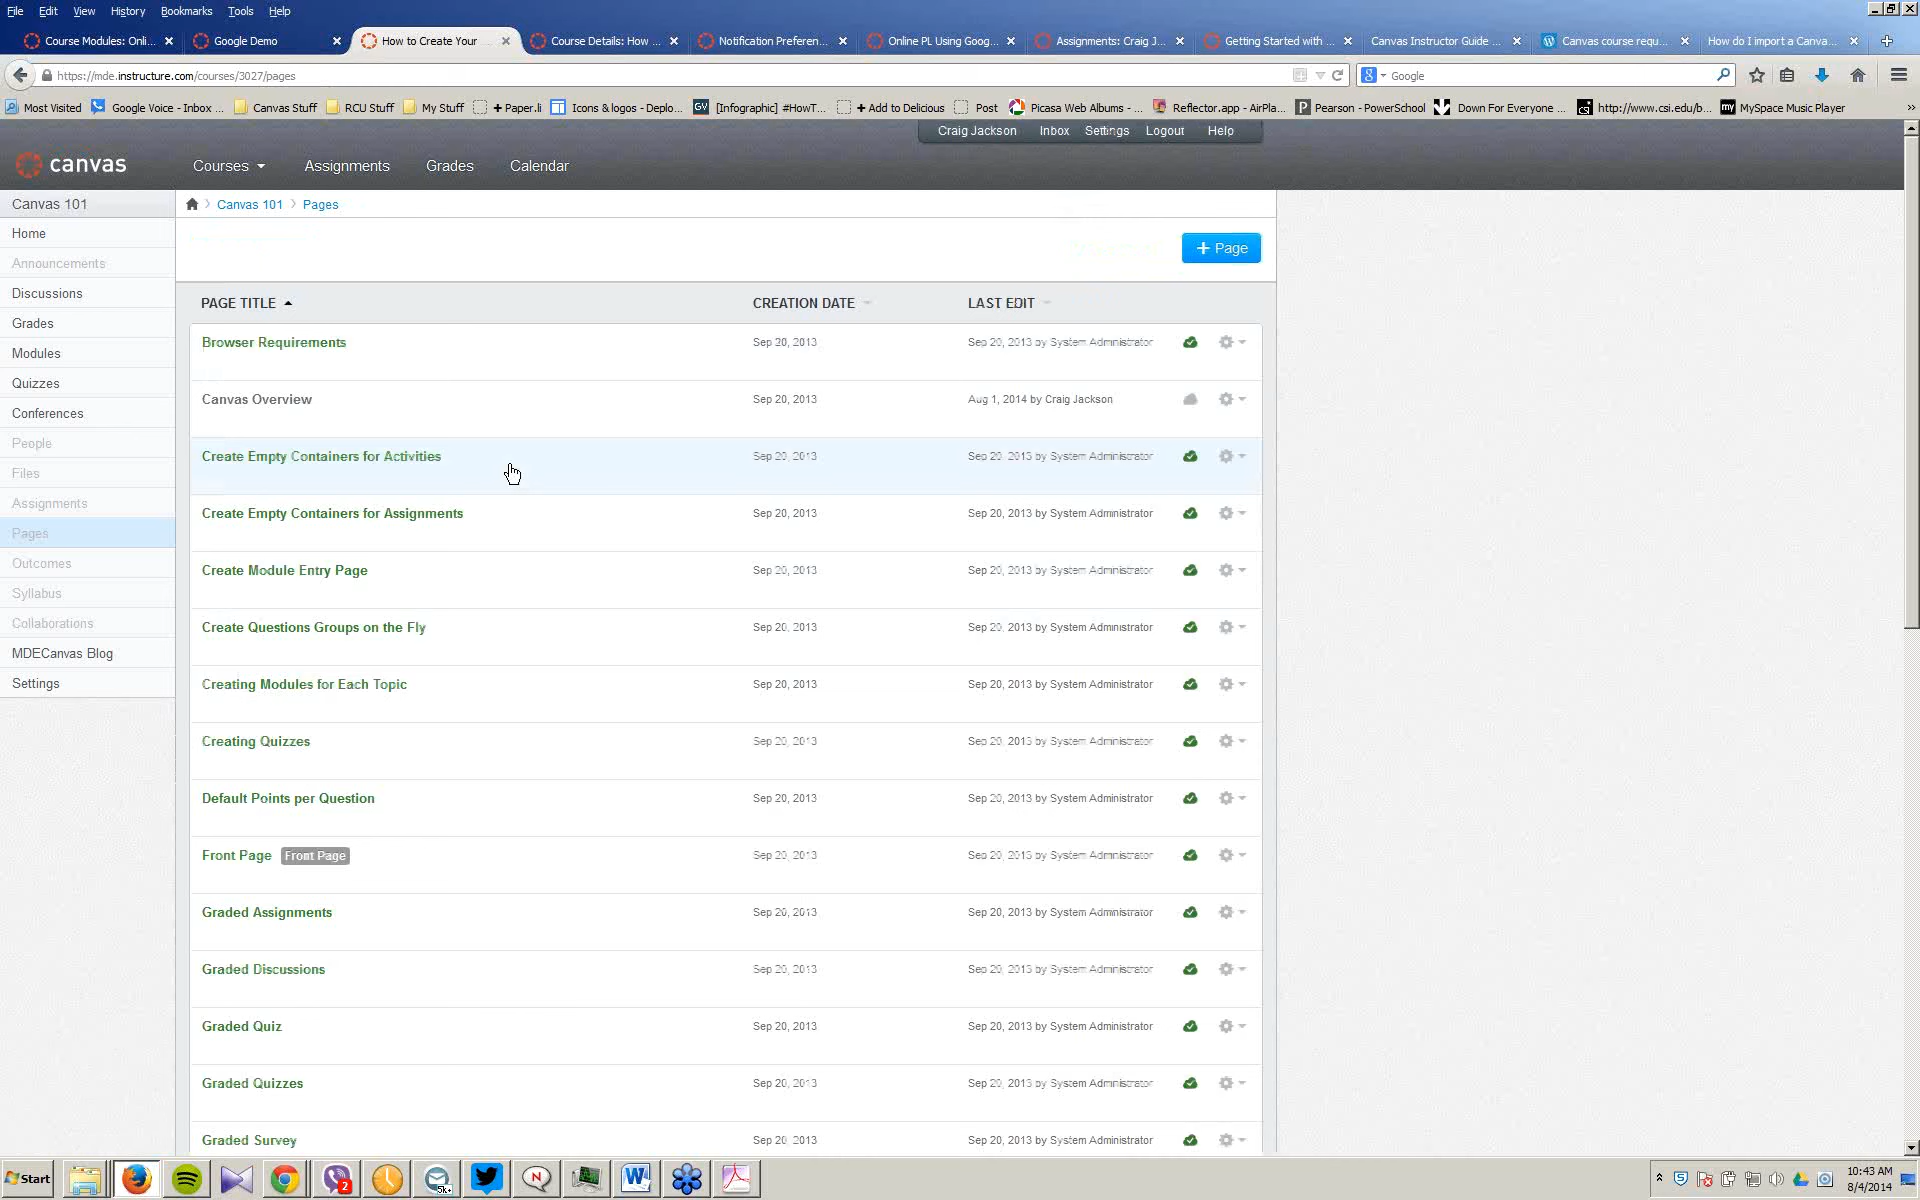 File Edit View History Bookmarks Tools Help
Course Modules: Onli... Google Demo How to Create Your Course Details: How ... Notification Preferen... Online PL Using Goog... Assignments: Craig J... Getting Started with ... Canvas Instructor Guide ... Canvas course requ... How do I import a Canva...
https://mde.instructure.com/courses/3027/pages Google
Most Visited Google Voice - Inbox ... Canvas Stuff RCU Stuff My Stuff + Paper.li Icons & logos - Deplo... GV [Infographic] #HowT... + Add to Delicious Post Picasa Web Albums - ... Reflector.app - AirPla... Pearson - PowerSchool Down For Everyone ... csi http://www.csi.edu/b... my MySpace Music Player
Craig Jackson Inbox Settings Logout Help
canvas Courses Assignments Grades Calendar
Canvas 101
Canvas 101 Pages
Home
Announcements
Discussions
Grades
Modules
Quizzes
Conferences
People
Files
Assignments
Pages
Outcomes
Syllabus
Collaborations
MDECanvas Blog
Settings
+ Page
PAGE TITLE CREATION DATE LAST EDIT
Browser Requirements Sep 20, 2013 Sep 20, 2013 by System Administrator
Canvas Overview Sep 20, 2013 Aug 1, 2014 by Craig Jackson
Create Empty Containers for Activities Sep 20, 2013 Sep 20, 2013 by System Administrator
Create Empty Containers for Assignments Sep 20, 2013 Sep 20, 2013 by System Administrator
Create Module Entry Page Sep 20, 2013 Sep 20, 2013 by System Administrator
Create Questions Groups on the Fly Sep 20, 2013 Sep 20, 2013 by System Administrator
Creating Modules for Each Topic Sep 20, 2013 Sep 20, 2013 by System Administrator
Creating Quizzes Sep 20, 2013 Sep 20, 2013 by System Administrator
Default Points per Question Sep 20, 2013 Sep 20, 2013 by System Administrator
Front Page Front Page Sep 20, 2013 Sep 20, 2013 by System Administrator
Graded Assignments Sep 20, 2013 Sep 20, 2013 by System Administrator
Graded Discussions Sep 20, 2013 Sep 20, 2013 by System Administrator
Graded Quiz Sep 20, 2013 Sep 20, 2013 by System Administrator
Graded Quizzes Sep 20, 2013 Sep 20, 2013 by System Administrator
Graded Survey Sep 20, 2013 Sep 20, 2013 by System Administrator
Start 2 5k+ N W 10:43 AM
8/4/2014